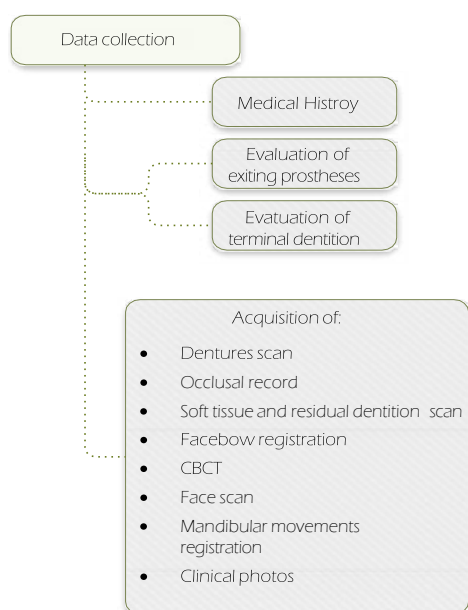 Data collection
Medical Histroy
Evaluation of
exiting prostheses
Evatuation of
terminal dentition
Acquisition of:
• Dentures scan
• Occlusal record
• Soft tissue and residual dentition scan
• Facebow registration
• CBCT
• Face scan
• Mandibular movements
registration
• Clinical photos